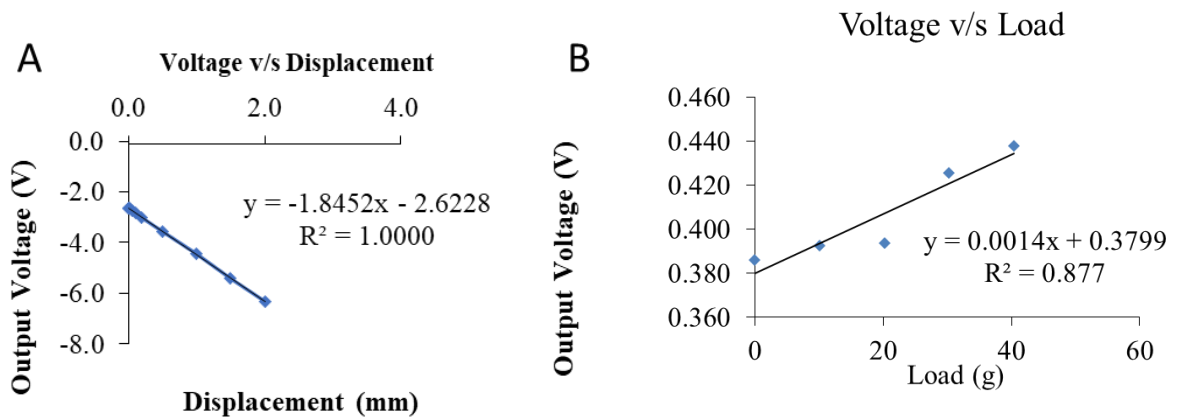 A
Voltage v/s Displacement
0.0 2.0 4.0
0.0
-2.0
-4.0
-6.0
-8.0
Output Voltage (V)
y = -1.8452x - 2.6228
R² = 1.0000
Displacement (mm)
B
Voltage v/s Load
0.460
0.440
0.420
0.400
0.380
0.360
Output Voltage (V)
y = 0.0014x + 0.3799
R² = 0.877
0 20 40 60
Load (g)